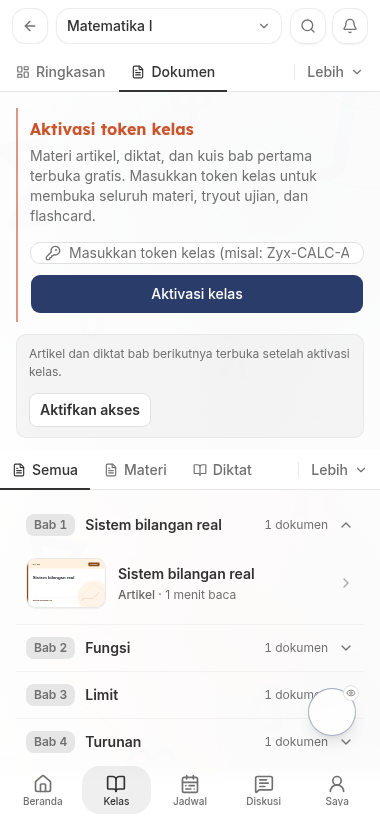 Matematika I
Ringkasan
Dokumen
Lebih
Aktivasi token kelas
Materi artikel, diktat, dan kuis bab pertama
terbuka gratis. Masukkan token kelas untuk
membuka seluruh materi, tryout ujian, dan
flashcard.
Masukkan token kelas (misal: Zyx-CALC-A
Aktivasi kelas
Artikel dan diktat bab berikutnya terbuka setelah aktivasi
kelas.
Aktifkan akses
Semua
Materi
Diktat
Lebih
Bab 1 Sistem bilangan real 1 dokumen
Sistem bilangan real
Artikel · 1 menit baca
Bab 2 Fungsi 1 dokumen
Bab 3 Limit 1
Bab 4 Turunan 1 dokumen
Beranda
Kelas
Jadwal
Diskusi
Saya